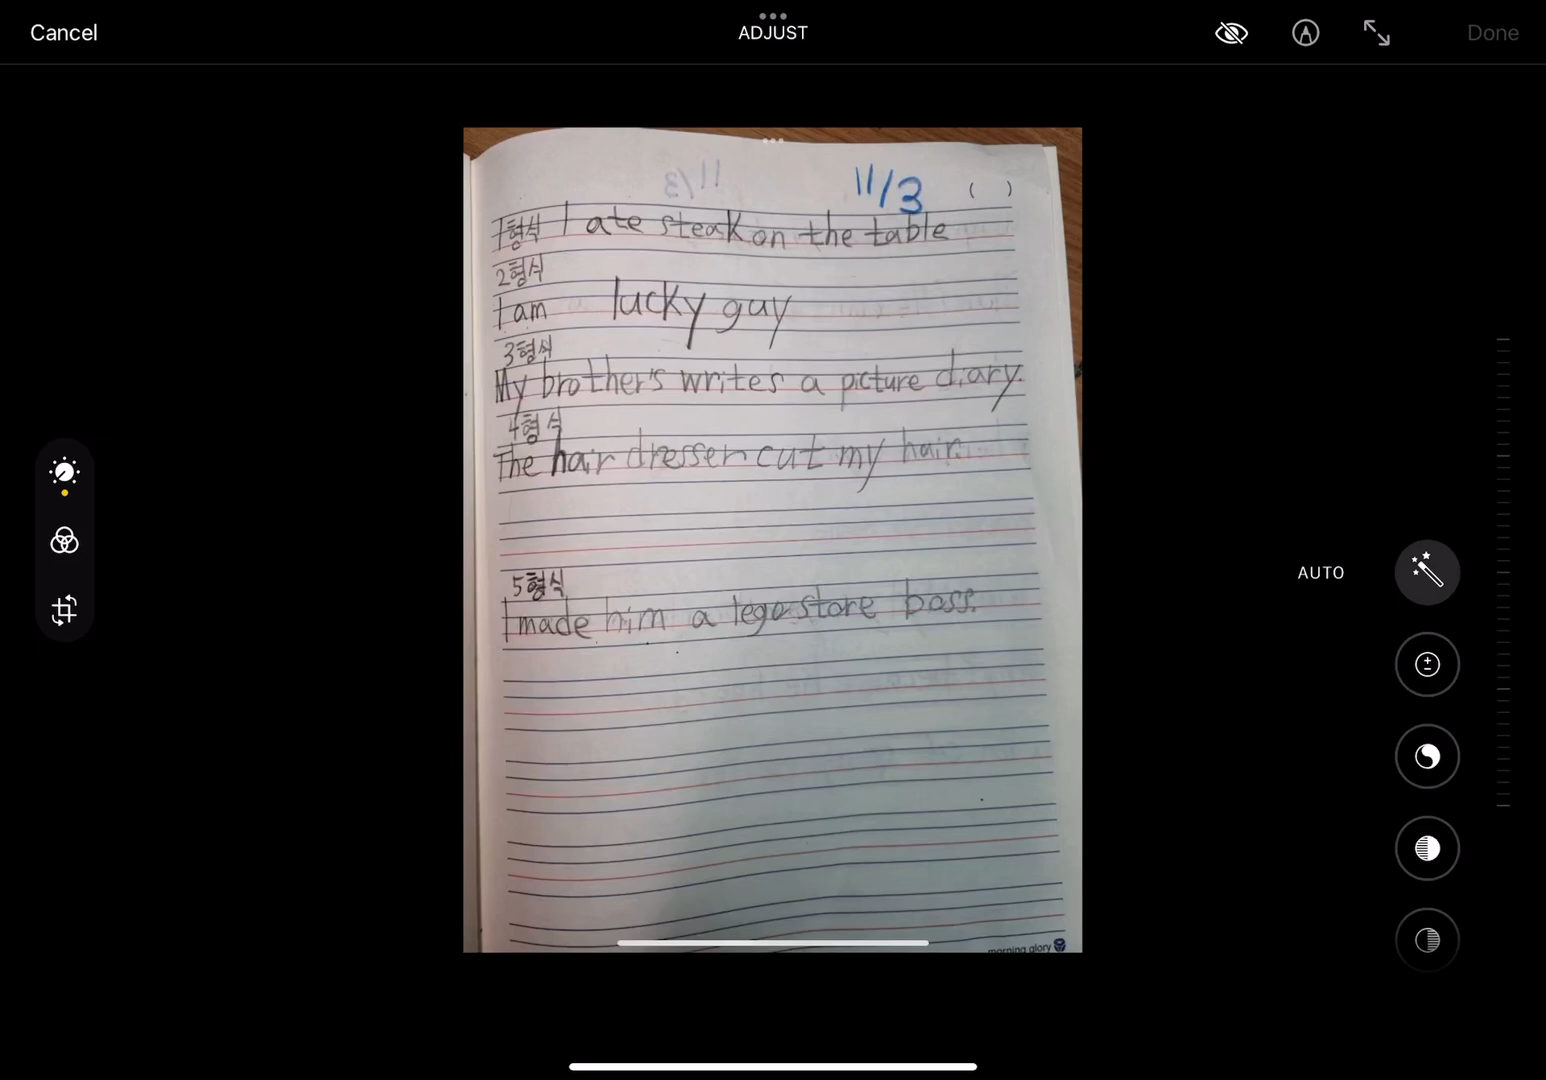 Cancel
ADJUST
Done
11/3
11/3 ( )
1형식 I ate steak on the table
2형식
I am lucky guy
3형식
My brother's writes a picture diary.
4형식
The hair dresser cut my hair.
5형식
I made him a lego store boss.
AUTO
morning glory